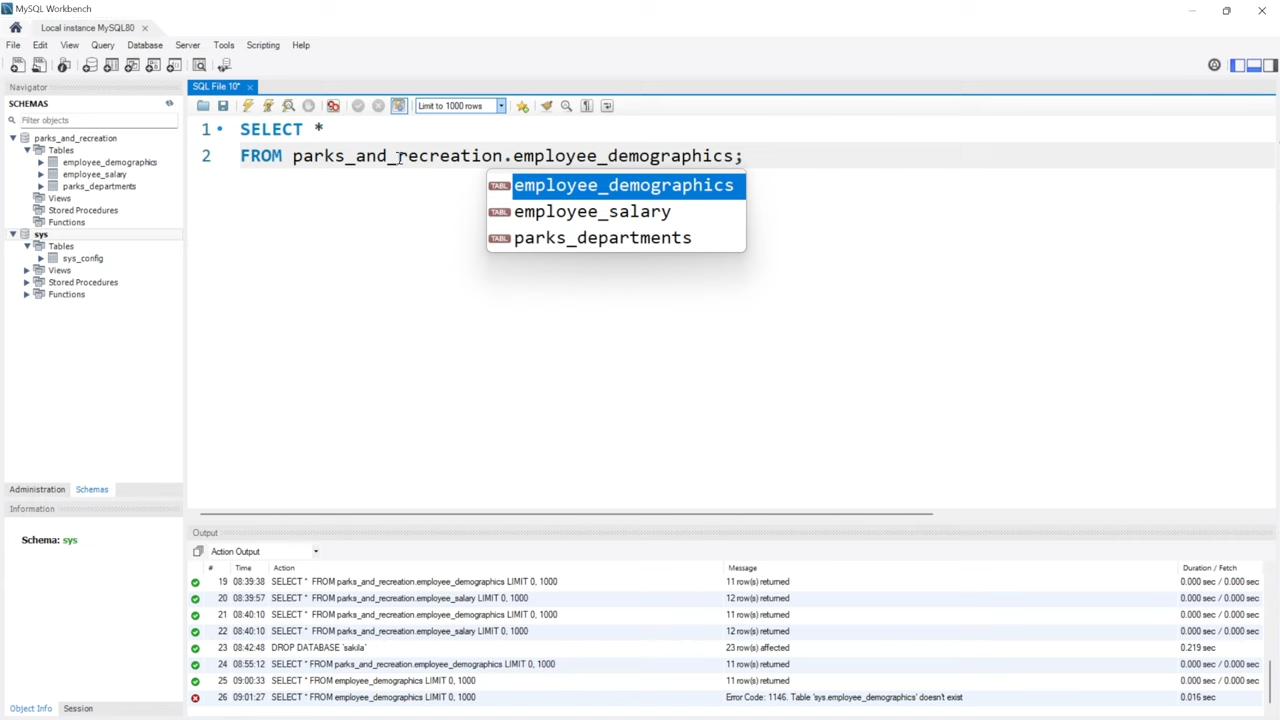 MySQL Workbench
Local instance MySQL80
File Edit View Query Database Server Tools Scripting Help
Navigator
SCHEMAS
Filter objects
parks_and_recreation
Tables
employee_demographics
employee_salary
parks_departments
Views
Stored Procedures
Functions
sys
Tables
sys_config
Views
Stored Procedures
Functions
Administration Schemas
Information
Schema: sys
Object Info Session
SQL File 10*
Limit to 1000 rows
1 SELECT *
2 FROM parks_and_recreation.employee_demographics;
TABL employee_demographics
TABL employee_salary
TABL parks_departments
Output
Action Output
# Time Action Message Duration / Fetch
19 08:39:38 SELECT * FROM parks_and_recreation.employee_demographics LIMIT 0, 1000 11 row(s) returned 0.000 sec / 0.000 sec
20 08:39:57 SELECT * FROM parks_and_recreation.employee_salary LIMIT 0, 1000 12 row(s) returned 0.000 sec / 0.000 sec
21 08:40:10 SELECT * FROM parks_and_recreation.employee_demographics LIMIT 0, 1000 11 row(s) returned 0.000 sec / 0.000 sec
22 08:40:10 SELECT * FROM parks_and_recreation.employee_salary LIMIT 0, 1000 12 row(s) returned 0.000 sec / 0.000 sec
23 08:42:48 DROP DATABASE `sakila` 23 row(s) affected 0.219 sec
24 08:55:12 SELECT * FROM parks_and_recreation.employee_demographics LIMIT 0, 1000 11 row(s) returned 0.000 sec / 0.000 sec
25 09:00:33 SELECT * FROM employee_demographics LIMIT 0, 1000 11 row(s) returned 0.000 sec / 0.000 sec
26 09:01:27 SELECT * FROM employee_demographics LIMIT 0, 1000 Error Code: 1146. Table 'sys.employee_demographics' doesn't exist 0.016 sec